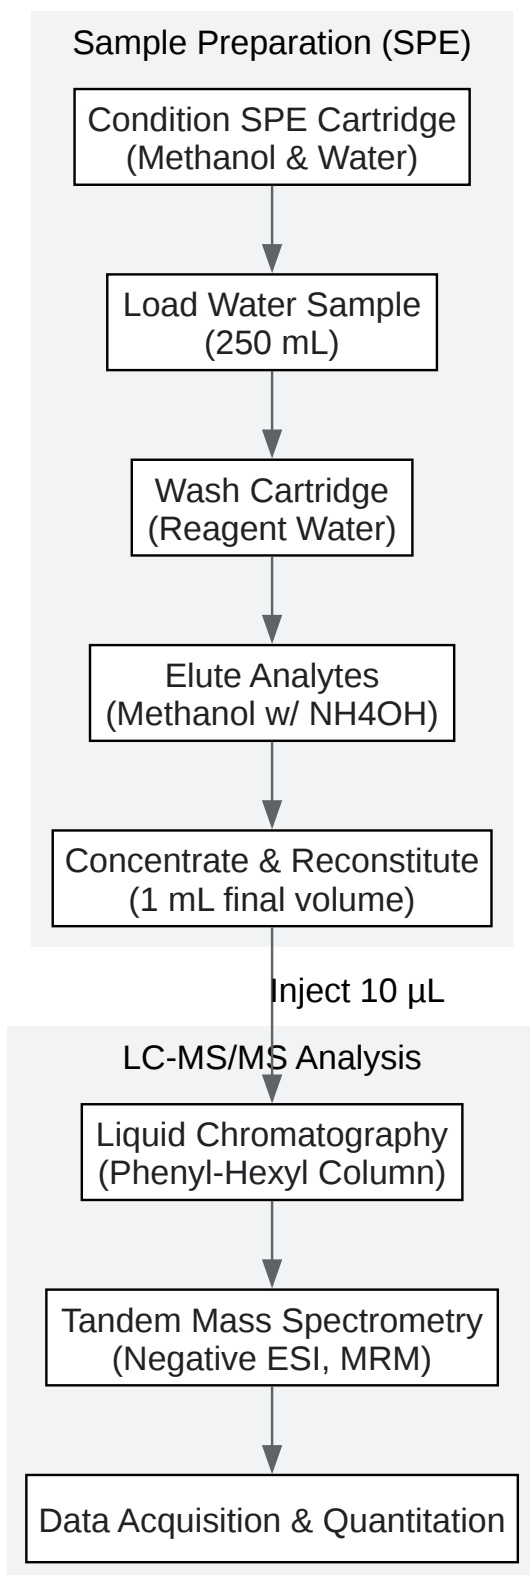 Sample Preparation (SPE)
Condition SPE Cartridge
(Methanol & Water)
Load Water Sample
(250 mL)
Wash Cartridge
(Reagent Water)
Elute Analytes
(Methanol w/ NH4OH)
Concentrate & Reconstitute
(1 mL final volume)
Inject 10 µL
LC-MS/MS Analysis
Liquid Chromatography
(Phenyl-Hexyl Column)
Tandem Mass Spectrometry
(Negative ESI, MRM)
Data Acquisition & Quantitation